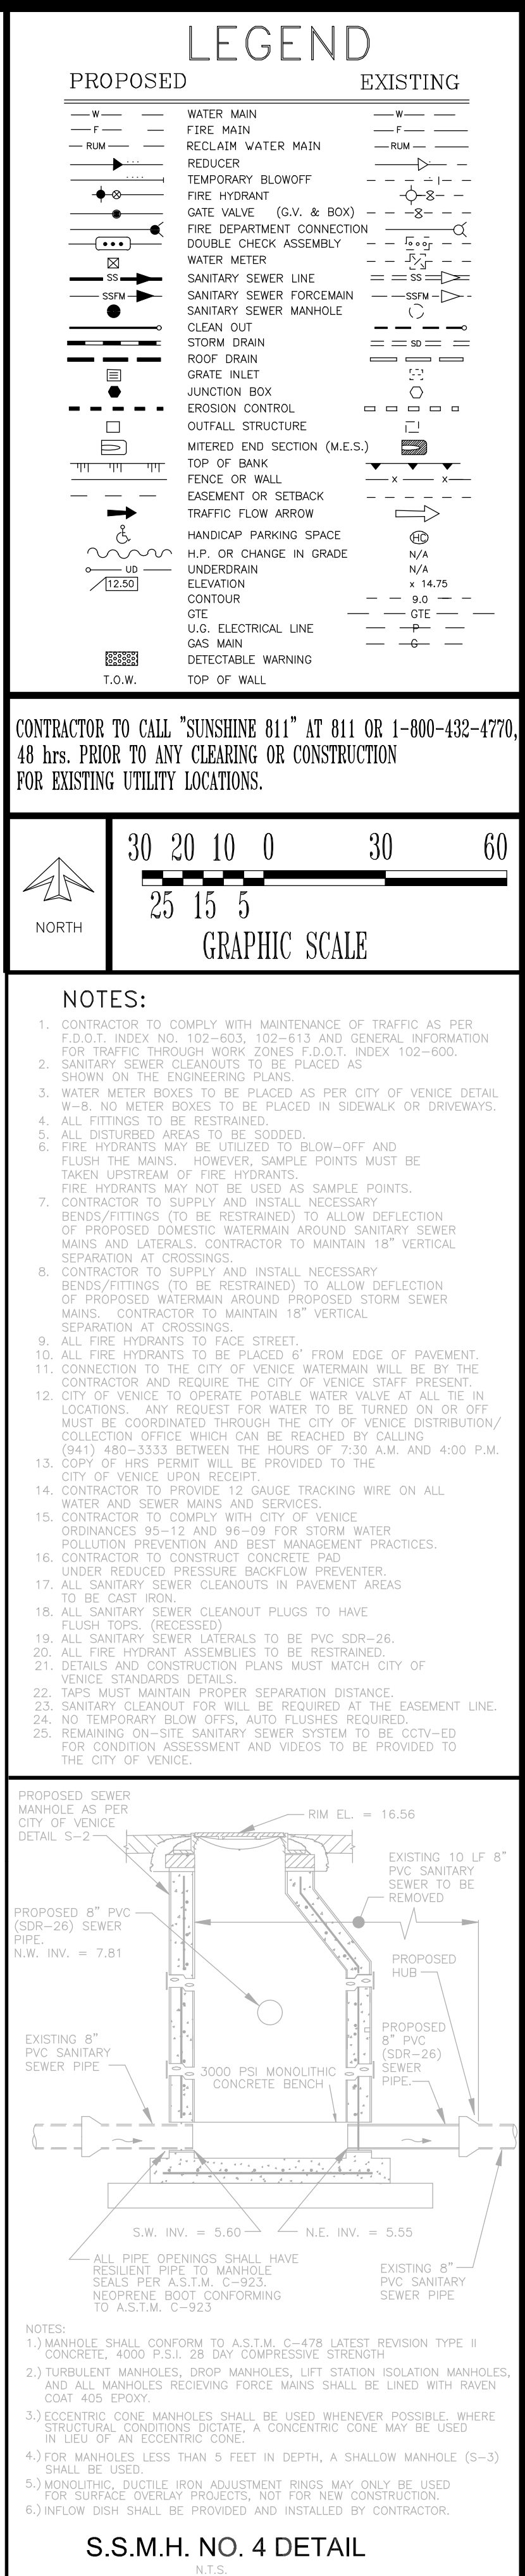 LEGEND
PROPOSED EXISTING
W WATER MAIN W
F FIRE MAIN F
RUM RECLAIM WATER MAIN RUM
REDUCER
TEMPORARY BLOWOFF
FIRE HYDRANT
GATE VALVE (G.V. & BOX)
FIRE DEPARTMENT CONNECTION
DOUBLE CHECK ASSEMBLY
WATER METER
SS SANITARY SEWER LINE SS
SSFM SANITARY SEWER FORCEMAIN SSFM
SANITARY SEWER MANHOLE
CLEAN OUT
STORM DRAIN SD
ROOF DRAIN
GRATE INLET
JUNCTION BOX
EROSION CONTROL
OUTFALL STRUCTURE
MITERED END SECTION (M.E.S.)
TOP OF BANK
FENCE OR WALL X X
EASEMENT OR SETBACK
TRAFFIC FLOW ARROW
HANDICAP PARKING SPACE HC
H.P. OR CHANGE IN GRADE N/A
UD UNDERDRAIN N/A
12.50 ELEVATION x 14.75
CONTOUR 9.0
GTE GTE
U.G. ELECTRICAL LINE P
GAS MAIN G
DETECTABLE WARNING
T.O.W. TOP OF WALL
CONTRACTOR TO CALL "SUNSHINE 811" AT 811 OR 1-800-432-4770,
48 hrs. PRIOR TO ANY CLEARING OR CONSTRUCTION
FOR EXISTING UTILITY LOCATIONS.
NORTH
30 20 10 0 30 60
25 15 5
GRAPHIC SCALE
NOTES:
1. CONTRACTOR TO COMPLY WITH MAINTENANCE OF TRAFFIC AS PER
F.D.O.T. INDEX NO. 102-603, 102-613 AND GENERAL INFORMATION
FOR TRAFFIC THROUGH WORK ZONES F.D.O.T. INDEX 102-600.
2. SANITARY SEWER CLEANOUTS TO BE PLACED AS
SHOWN ON THE ENGINEERING PLANS.
3. WATER METER BOXES TO BE PLACED AS PER CITY OF VENICE DETAIL
W-8. NO METER BOXES TO BE PLACED IN SIDEWALK OR DRIVEWAYS.
4. ALL FITTINGS TO BE RESTRAINED.
5. ALL DISTURBED AREAS TO BE SODDED.
6. FIRE HYDRANTS MAY BE UTILIZED TO BLOW-OFF AND
FLUSH THE MAINS. HOWEVER, SAMPLE POINTS MUST BE
TAKEN UPSTREAM OF FIRE HYDRANTS.
FIRE HYDRANTS MAY NOT BE USED AS SAMPLE POINTS.
7. CONTRACTOR TO SUPPLY AND INSTALL NECESSARY
BENDS/FITTINGS (TO BE RESTRAINED) TO ALLOW DEFLECTION
OF PROPOSED DOMESTIC WATERMAIN AROUND SANITARY SEWER
MAINS AND LATERALS. CONTRACTOR TO MAINTAIN 18" VERTICAL
SEPARATION AT CROSSINGS.
8. CONTRACTOR TO SUPPLY AND INSTALL NECESSARY
BENDS/FITTINGS (TO BE RESTRAINED) TO ALLOW DEFLECTION
OF PROPOSED WATERMAIN AROUND PROPOSED STORM SEWER
MAINS. CONTRACTOR TO MAINTAIN 18" VERTICAL
SEPARATION AT CROSSINGS.
9. ALL FIRE HYDRANTS TO FACE STREET.
10. ALL FIRE HYDRANTS TO BE PLACED 6' FROM EDGE OF PAVEMENT.
11. CONNECTION TO THE CITY OF VENICE WATERMAIN WILL BE BY THE
CONTRACTOR AND REQUIRE THE CITY OF VENICE STAFF PRESENT.
12. CITY OF VENICE TO OPERATE POTABLE WATER VALVE AT ALL TIE IN
LOCATIONS. ANY REQUEST FOR WATER TO BE TURNED ON OR OFF
MUST BE COORDINATED THROUGH THE CITY OF VENICE DISTRIBUTION/
COLLECTION OFFICE WHICH CAN BE REACHED BY CALLING
(941) 480-3333 BETWEEN THE HOURS OF 7:30 A.M. AND 4:00 P.M.
13. COPY OF HRS PERMIT WILL BE PROVIDED TO THE
CITY OF VENICE UPON RECEIPT.
14. CONTRACTOR TO PROVIDE 12 GAUGE TRACKING WIRE ON ALL
WATER AND SEWER MAINS AND SERVICES.
15. CONTRACTOR TO COMPLY WITH CITY OF VENICE
ORDINANCES 95-12 AND 96-09 FOR STORM WATER
POLLUTION PREVENTION AND BEST MANAGEMENT PRACTICES.
16. CONTRACTOR TO CONSTRUCT CONCRETE PAD
UNDER REDUCED PRESSURE BACKFLOW PREVENTER.
17. ALL SANITARY SEWER CLEANOUTS IN PAVEMENT AREAS
TO BE CAST IRON.
18. ALL SANITARY SEWER CLEANOUT PLUGS TO HAVE
FLUSH TOPS. (RECESSED)
19. ALL SANITARY SEWER LATERALS TO BE PVC SDR-26.
20. ALL FIRE HYDRANT ASSEMBLIES TO BE RESTRAINED.
21. DETAILS AND CONSTRUCTION PLANS MUST MATCH CITY OF
VENICE STANDARDS DETAILS.
22. TAPS MUST MAINTAIN PROPER SEPARATION DISTANCE.
23. SANITARY CLEANOUT FOR WILL BE REQUIRED AT THE EASEMENT LINE.
24. NO TEMPORARY BLOW OFFS, AUTO FLUSHES REQUIRED.
25. REMAINING ON-SITE SANITARY SEWER SYSTEM TO BE CCTV-ED
FOR CONDITION ASSESSMENT AND VIDEOS TO BE PROVIDED TO
THE CITY OF VENICE.
PROPOSED SEWER
MANHOLE AS PER
CITY OF VENICE
DETAIL S-2
RIM EL. = 16.56
EXISTING 10 LF 8"
PVC SANITARY
SEWER TO BE
REMOVED
PROPOSED 8" PVC
(SDR-26) SEWER
PIPE.
N.W. INV. = 7.81
PROPOSED
HUB
EXISTING 8"
PVC SANITARY
SEWER PIPE
PROPOSED
8" PVC
(SDR-26)
SEWER
PIPE.
3000 PSI MONOLITHIC
CONCRETE BENCH
S.W. INV. = 5.60
N.E. INV. = 5.55
ALL PIPE OPENINGS SHALL HAVE
RESILIENT PIPE TO MANHOLE
SEALS PER A.S.T.M. C-923.
NEOPRENE BOOT CONFORMING
TO A.S.T.M. C-923
EXISTING 8"
PVC SANITARY
SEWER PIPE
NOTES:
1.) MANHOLE SHALL CONFORM TO A.S.T.M. C-478 LATEST REVISION TYPE II
CONCRETE, 4000 P.S.I. 28 DAY COMPRESSIVE STRENGTH
2.) TURBULENT MANHOLES, DROP MANHOLES, LIFT STATION ISOLATION MANHOLES,
AND ALL MANHOLES RECIEVING FORCE MAINS SHALL BE LINED WITH RAVEN
COAT 405 EPOXY.
3.) ECCENTRIC CONE MANHOLES SHALL BE USED WHENEVER POSSIBLE. WHERE
STRUCTURAL CONDITIONS DICTATE, A CONCENTRIC CONE MAY BE USED
IN LIEU OF AN ECCENTRIC CONE.
4.) FOR MANHOLES LESS THAN 5 FEET IN DEPTH, A SHALLOW MANHOLE (S-3)
SHALL BE USED.
5.) MONOLITHIC, DUCTILE IRON ADJUSTMENT RINGS MAY ONLY BE USED
FOR SURFACE OVERLAY PROJECTS, NOT FOR NEW CONSTRUCTION.
6.) INFLOW DISH SHALL BE PROVIDED AND INSTALLED BY CONTRACTOR.
S.S.M.H. NO. 4 DETAIL
N.T.S.